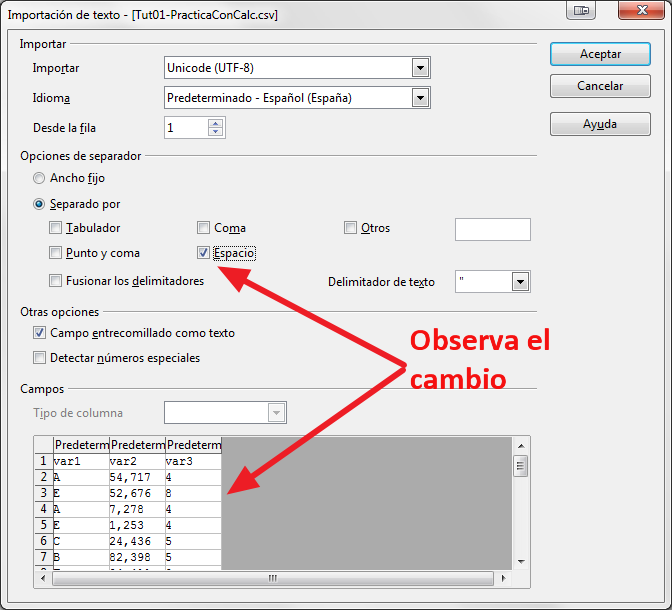 Importación de texto - [Tut01-PracticaConCalc.csv]
Importar
Aceptar
Importar Unicode (UTF-8)
Cancelar
Idioma Predeterminado - Español (España)
Desde la fila 1
Ayuda
Opciones de separador
Ancho fijo
Separado por
Tabulador Coma Otros
Punto y coma Espacio
Fusionar los delimitadores Delimitador de texto "
Otras opciones
Campo entrecomillado como texto
Detectar números especiales
Observa el
cambio
Campos
Tipo de columna
Predeterm Predeterm Predeterm
1 var1 var2 var3
2 A 54,717 4
3 E 52,676 8
4 A 7,278 4
5 E 1,253 4
6 C 24,436 5
7 B 82,398 5